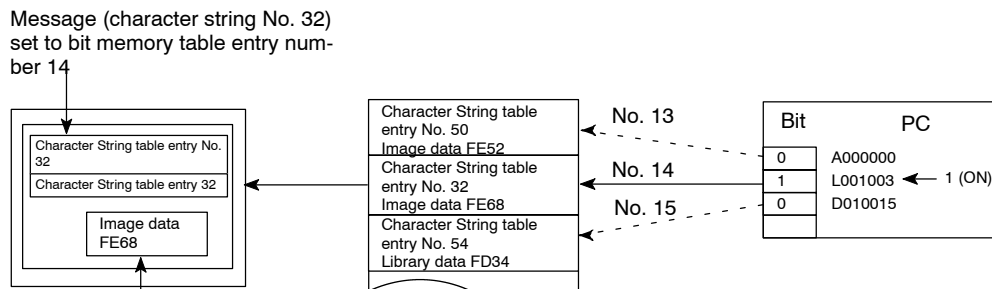 Message (character string No. 32)
set to bit memory table entry num-
ber 14
Character String table entry No.
32
Character String table entry 32
Image data
FE68
Character String table
entry No. 50
Image data FE52
Character String table
entry No. 32
Image data FE68
Character String table
entry No. 54
Library data FD34
No. 13
No. 14
No. 15
Bit PC
0 A000000
1 L001003 1 (ON)
0 D010015